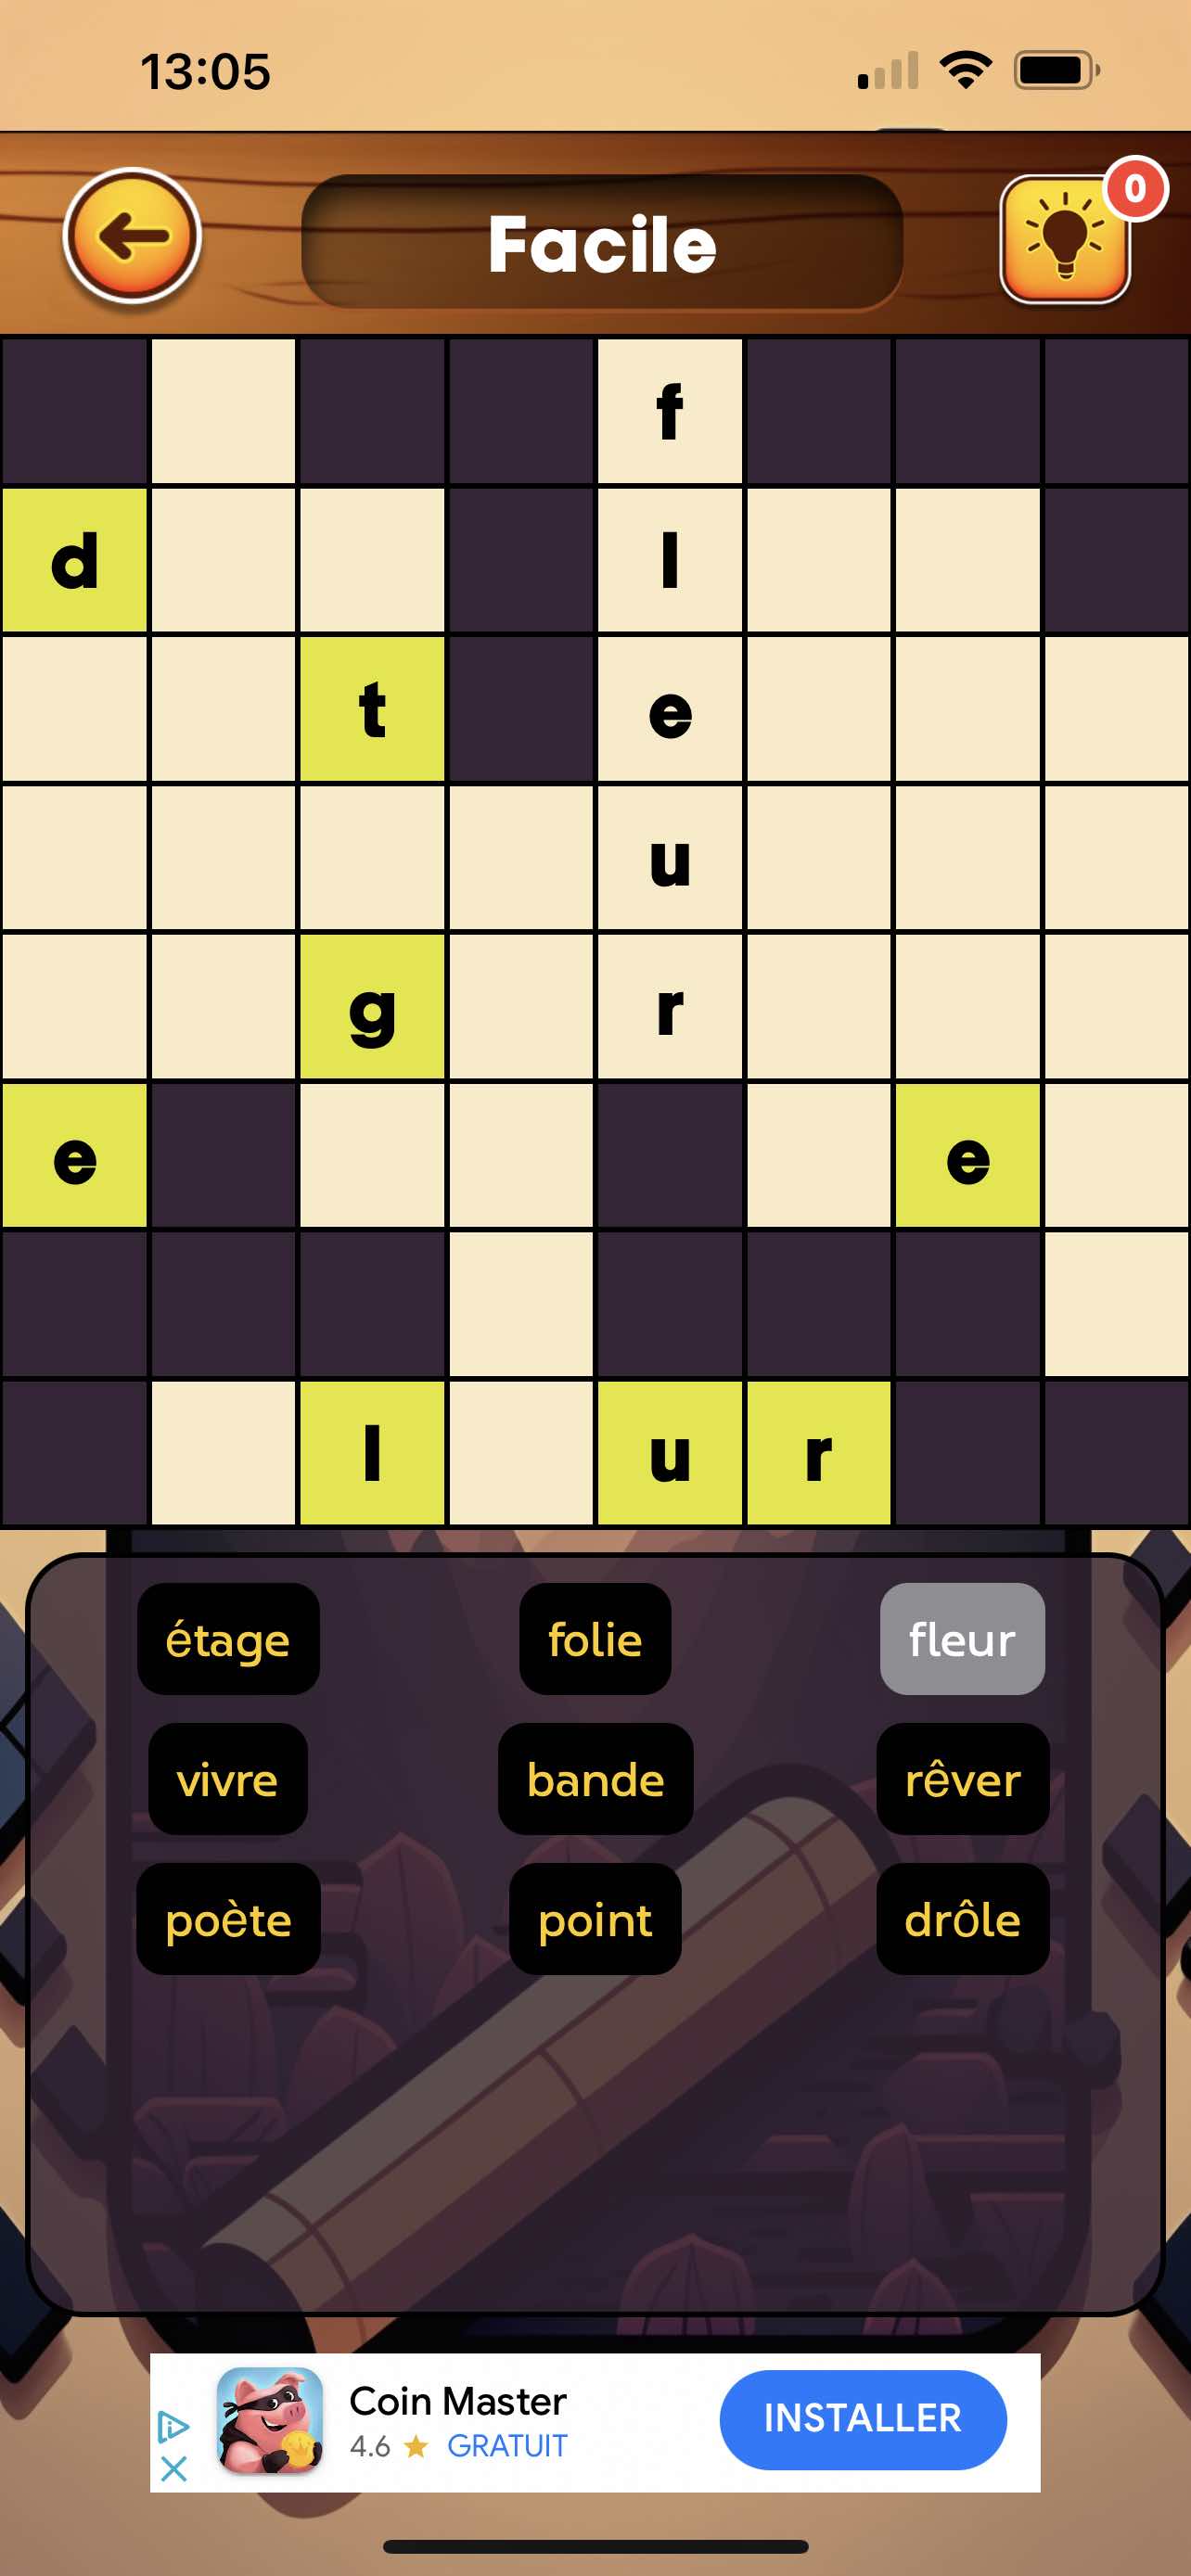 13:05
Facile
0
f
d l
t e
u
g r
e e
l u r
étage folie fleur
vivre bande rêver
poète point drôle
Coin Master
4.6 GRATUIT
INSTALLER